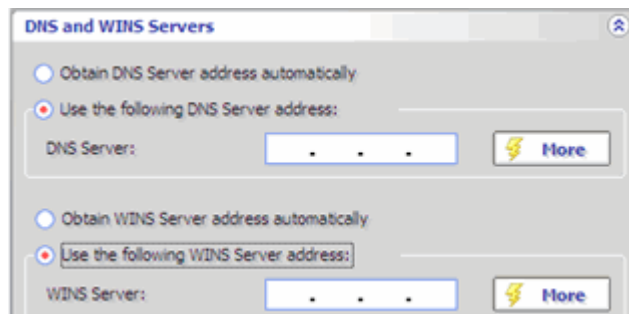 DNS and WINS Servers
Obtain DNS Server address automatically
Use the following DNS Server address:
DNS Server: . . . More
Obtain WINS Server address automatically
Use the following WINS Server address:
WINS Server: . . . More